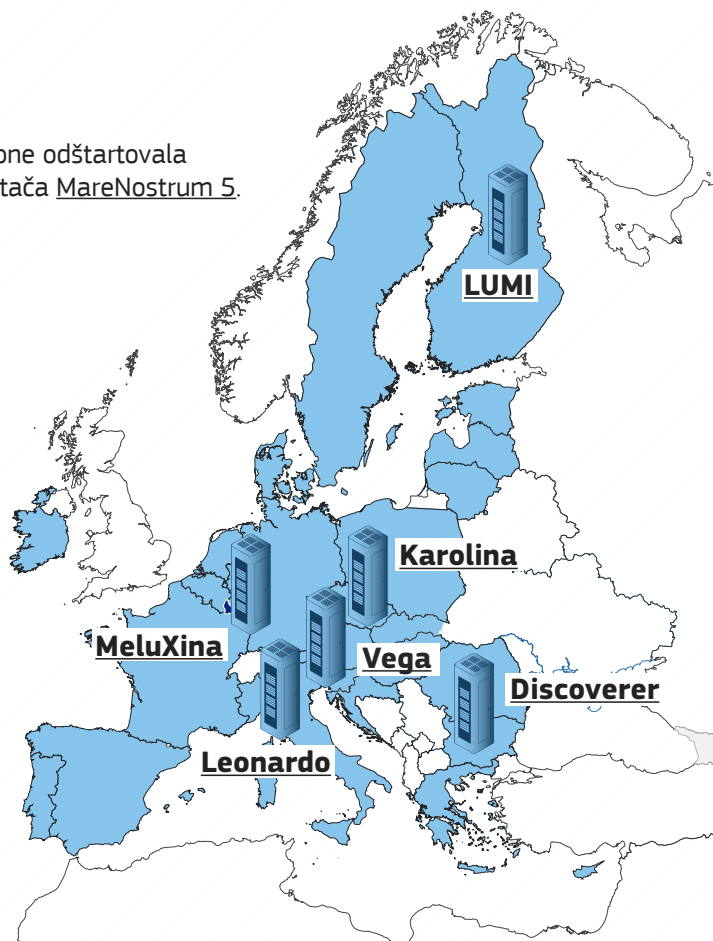 one odštartovala
tača MareNostrum 5.
LUMI
Karolina
MeluXina
Vega
Discoverer
Leonardo